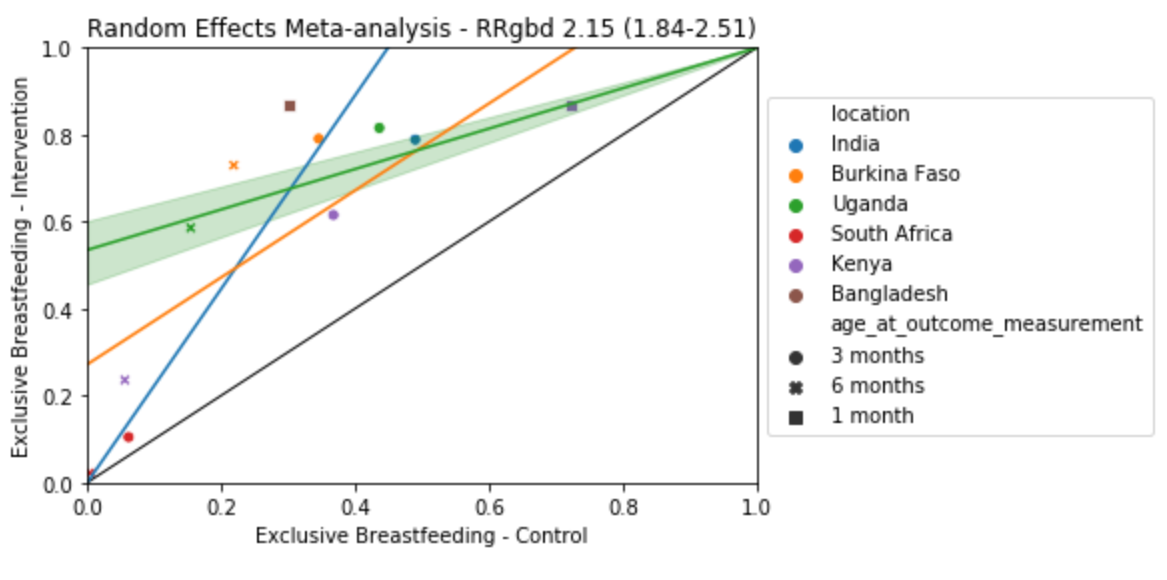 Random Effects Meta-analysis - RRgbd 2.15 (1.84-2.51)
1.0
0.8
0.6
0.4
0.2
0.0
Exclusive Breastfeeding - Intervention
0.0 0.2 0.4 0.6 0.8 1.0
Exclusive Breastfeeding - Control
location
India
Burkina Faso
Uganda
South Africa
Kenya
Bangladesh
age_at_outcome_measurement
3 months
6 months
1 month